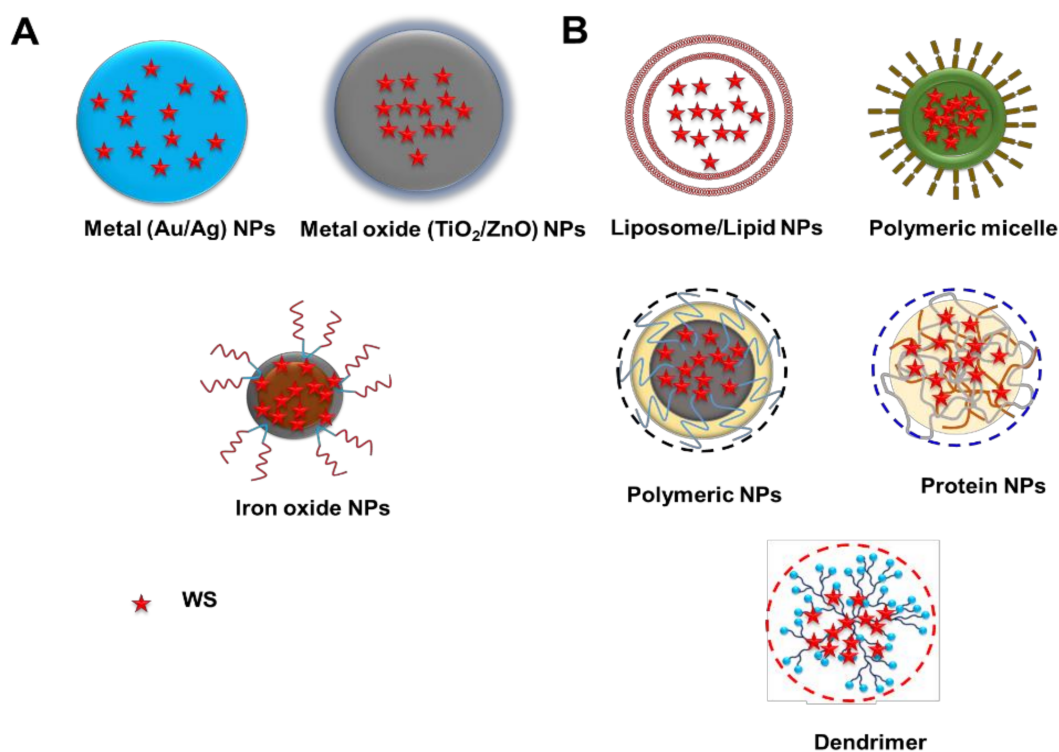 A
B
Metal (Au/Ag) NPs
Metal oxide (TiO₂/ZnO) NPs
Liposome/Lipid NPs
Polymeric micelle
Iron oxide NPs
Polymeric NPs
Protein NPs
WS
Dendrimer